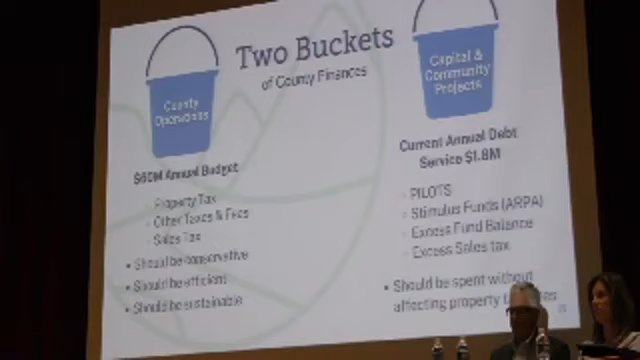 Two Buckets
of County Finances
County
Operations
$60M Annual Budget
Property Tax
Other Taxes & Fees
Sales Tax
• Should be conservative
• Should be efficient
• Should be sustainable
Capital &
Community
Projects
Current Annual Debt
Service $1.8M
PILOTS
Stimulus Funds (ARPA)
Excess Fund Balance
Excess Sales tax
• Should be spent without
affecting property